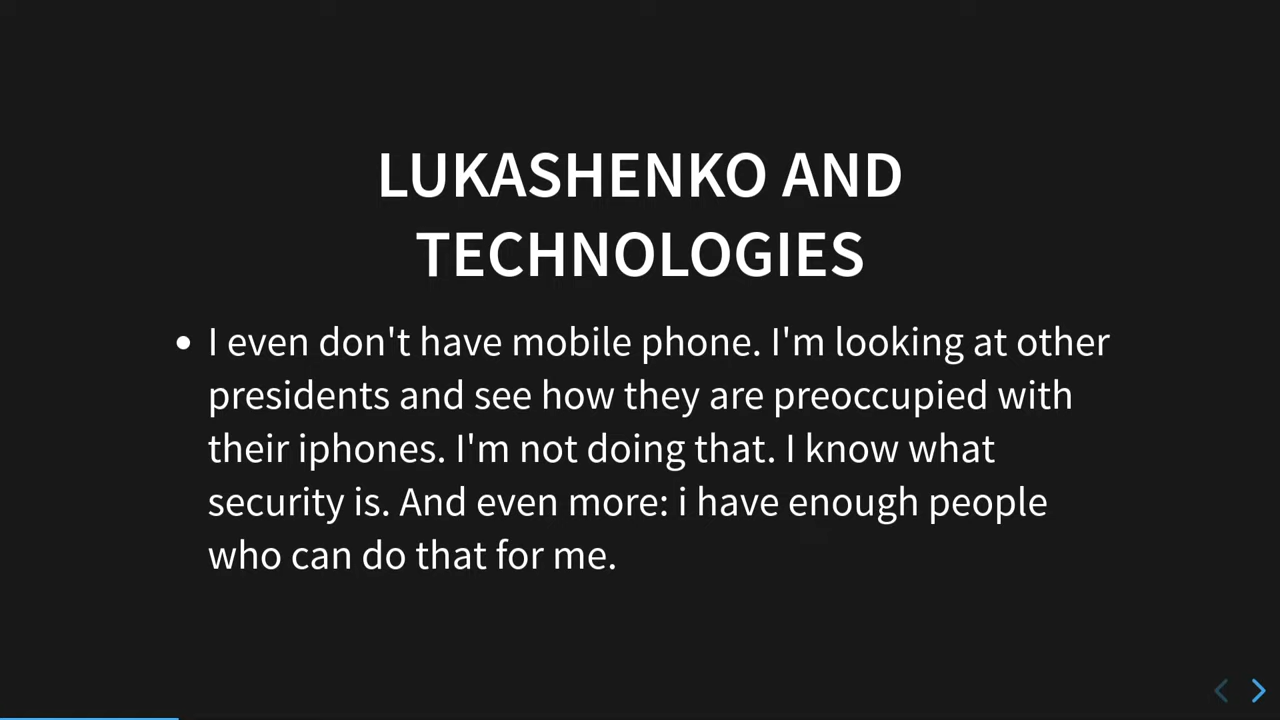 LUKASHENKO AND
TECHNOLOGIES
• I even don't have mobile phone. I'm looking at other
presidents and see how they are preoccupied with
their iphones. I'm not doing that. I know what
security is. And even more: i have enough people
who can do that for me.